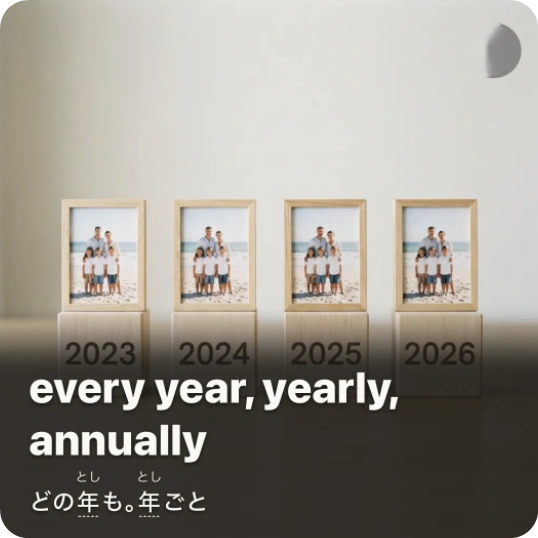 2023 2024 2025 2026
every year, yearly,
annually
とし とし
どの年も。年ごと